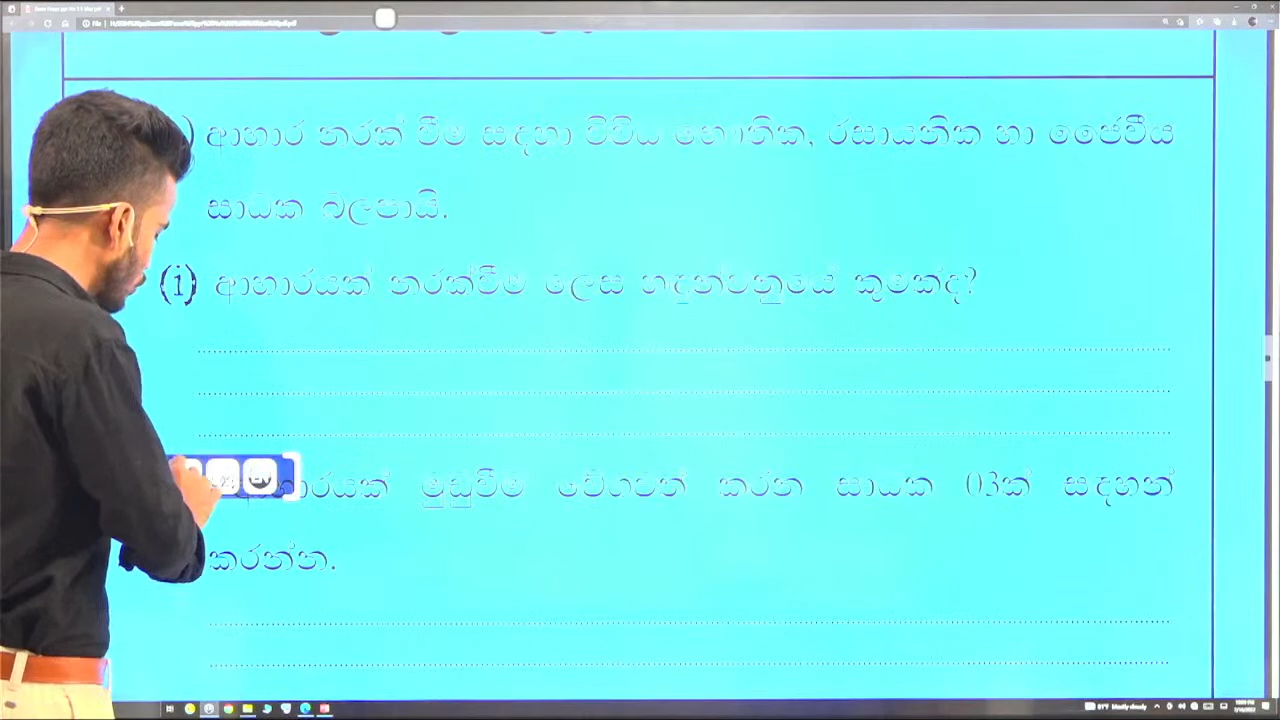 ) ආහාර නරක් වීම සඳහා විවිධ භෞතික, රසායනික හා ජෛවීය
සාධක බලපායි.
(i) ආහාරයක් නරක්වීම ලෙස හඳුන්වනුයේ කුමක්ද?
මුඩුවීම වේගවත් කරන සාධක 03ක් සඳහන්
කරන්න.